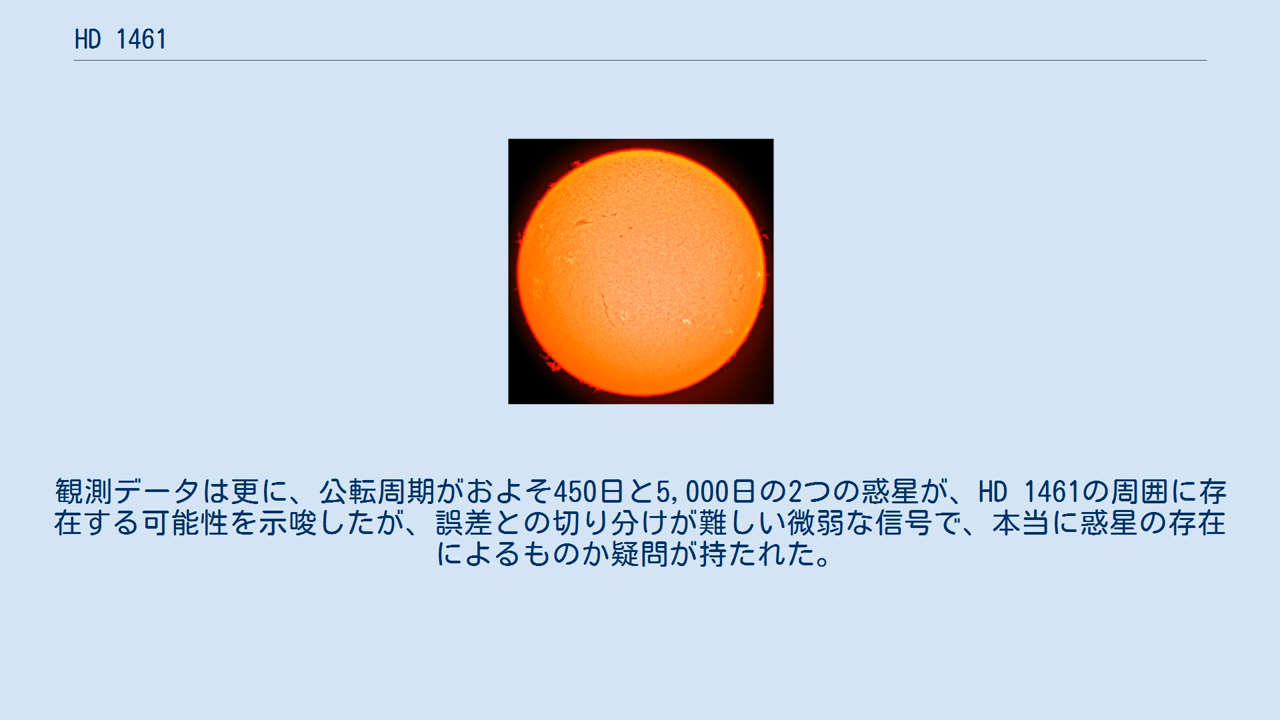 HD 1461
観測データは更に、公転周期がおよそ450日と5,000日の2つの惑星が、HD 1461の周囲に存
在する可能性を示唆したが、誤差との切り分けが難しい微弱な信号で、本当に惑星の存在
によるものか疑問が持たれた。